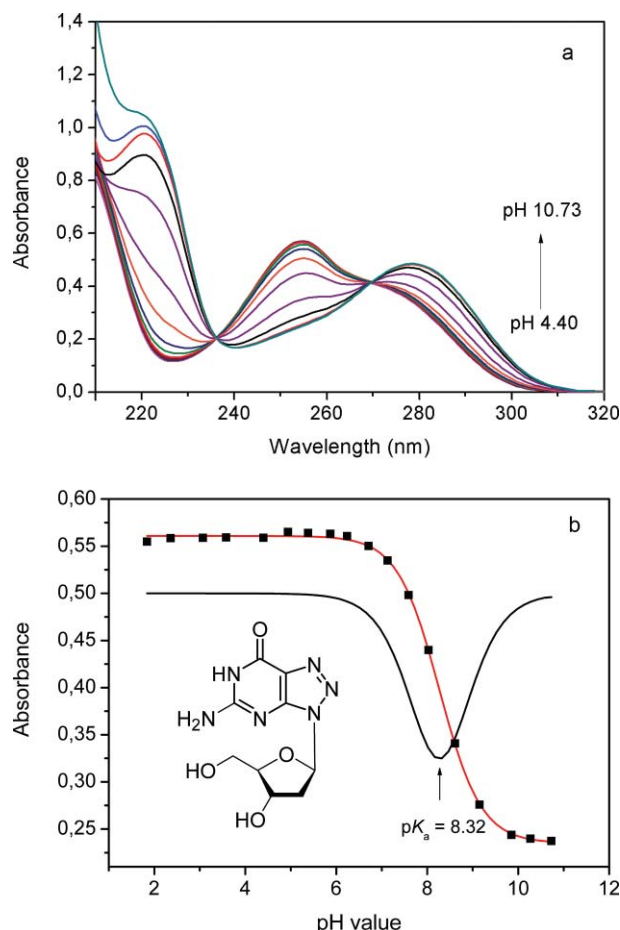 a
1,4
1,2
1,0
0,8
0,6
0,4
0,2
0,0
Absorbance
pH 10.73
pH 4.40
220 240 260 280 300 320
Wavelength (nm)
b
0,60
0,55
0,50
0,45
0,40
0,35
0,30
0,25
Absorbance
O
HN N N
H₂N N N
HO O
HO
pKa = 8.32
2 4 6 8 10 12
pH value